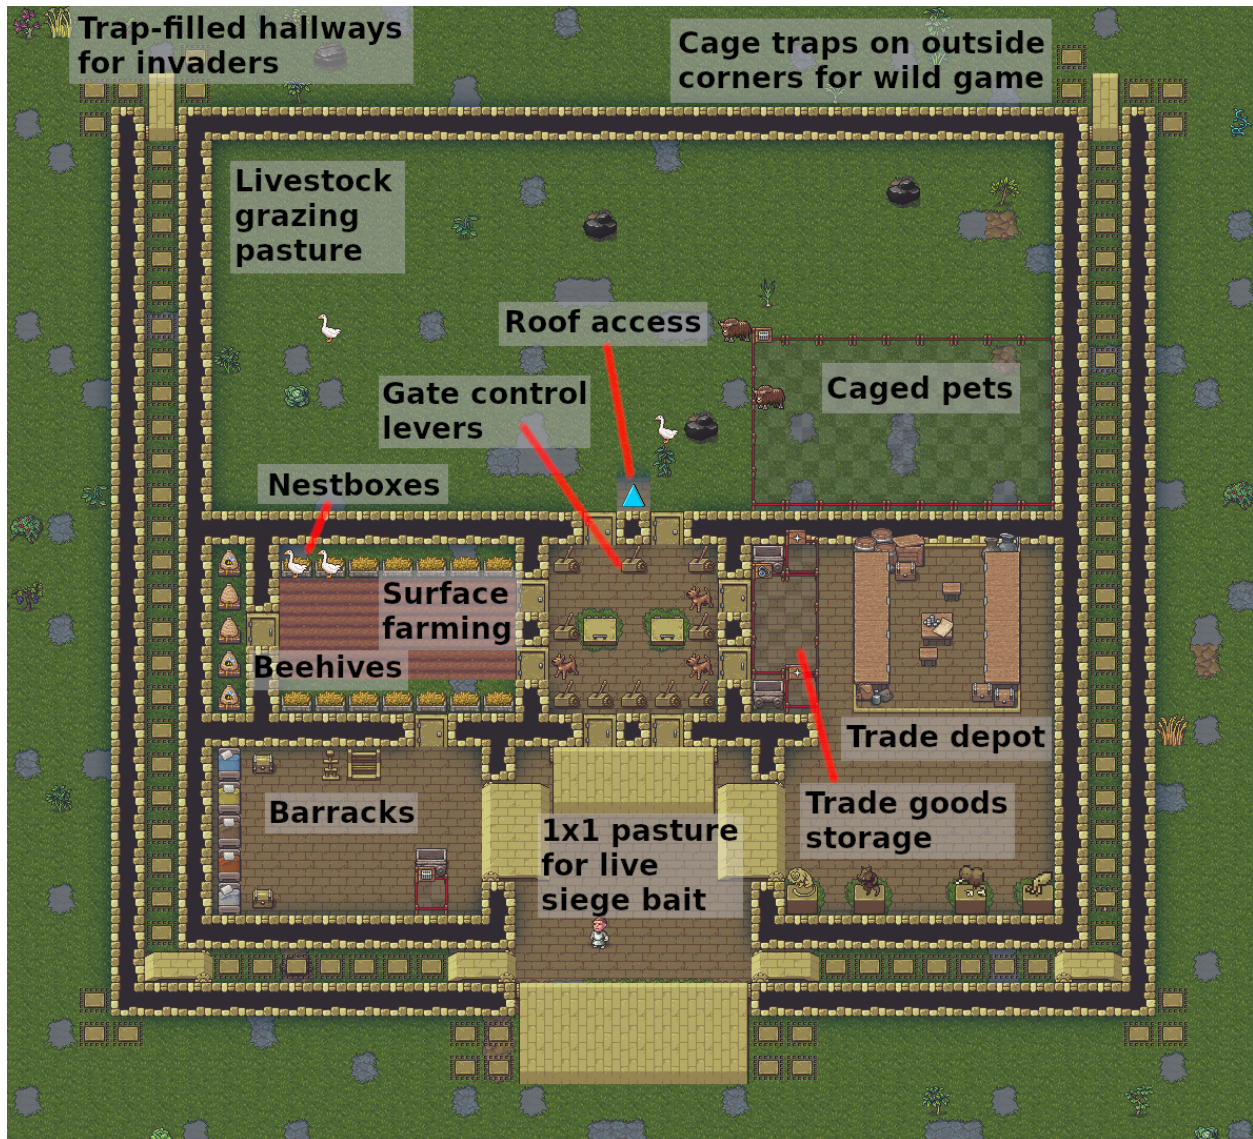 Trap-filled hallways
for invaders
Cage traps on outside
corners for wild game
Livestock
grazing
pasture
Roof access
Gate control
levers
Caged pets
Nestboxes
Surface
farming
Beehives
Trade depot
Barracks
Trade goods
storage
1x1 pasture
for live
siege bait